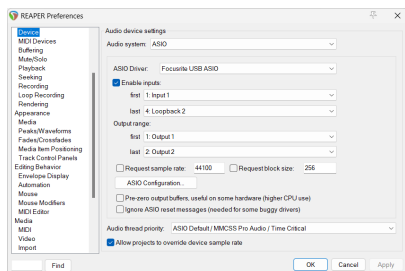 REAPER Preferences
Device
MIDI Devices
Buffering
Mute/Solo
Playback
Seeking
Recording
Loop Recording
Rendering
Appearance
Media
Peaks/Waveforms
Fades/Crossfades
Media Item Positioning
Track Control Panels
Editing Behavior
Envelope Display
Automation
Mouse
Mouse Modifiers
MIDI Editor
Media
MIDI
Video
Import
Find
Audio device settings
Audio system: ASIO
ASIO Driver: Focusrite USB ASIO
Enable inputs:
first 1: Input 1
last 4: Loopback 2
Output range:
first 1: Output 1
last 2: Output 2
Request sample rate: 44100 Request block size: 256
ASIO Configuration...
Pre-zero output buffers, useful on some hardware (higher CPU use)
Ignore ASIO reset messages (needed for some buggy drivers)
Audio thread priority: ASIO Default / MMCSS Pro Audio / Time Critical
Allow projects to override device sample rate
OK Cancel Apply